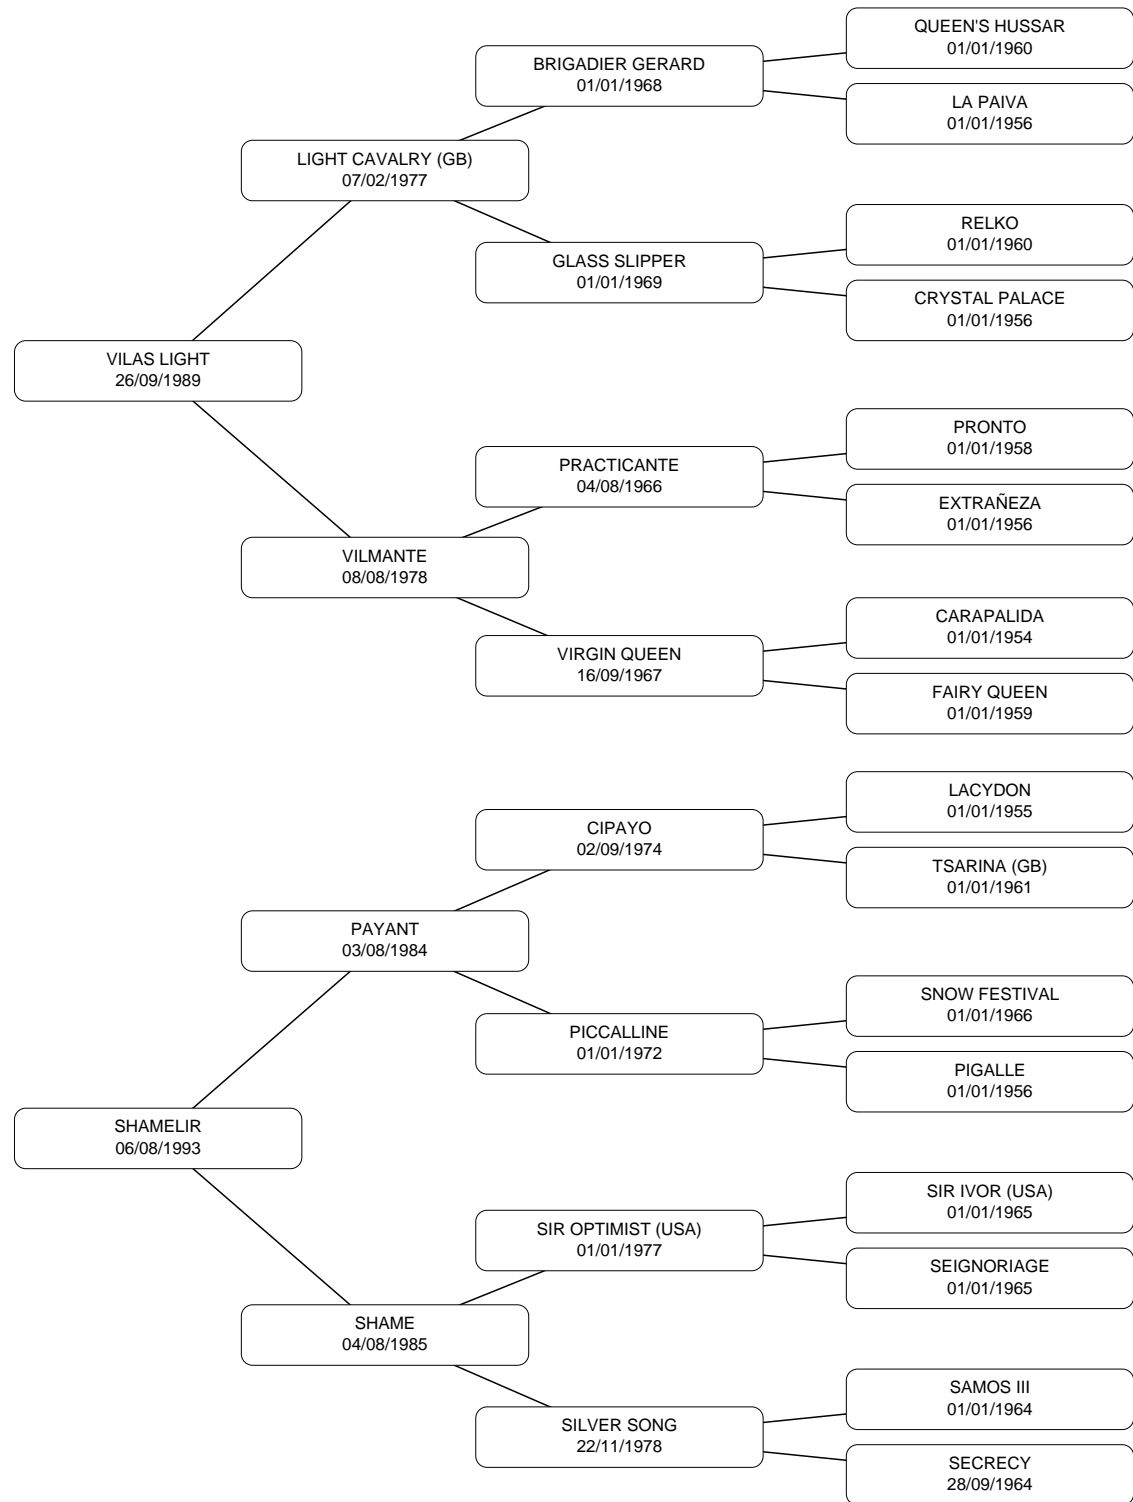 QUEEN'S HUSSAR
01/01/1960
BRIGADIER GERARD
01/01/1968
LA PAIVA
01/01/1956
LIGHT CAVALRY (GB)
07/02/1977
RELKO
01/01/1960
GLASS SLIPPER
01/01/1969
CRYSTAL PALACE
01/01/1956
VILAS LIGHT
26/09/1989
PRONTO
01/01/1958
PRACTICANTE
04/08/1966
EXTRAÑEZA
01/01/1956
VILMANTE
08/08/1978
CARAPALIDA
01/01/1954
VIRGIN QUEEN
16/09/1967
FAIRY QUEEN
01/01/1959
LACYDON
01/01/1955
CIPAYO
02/09/1974
TSARINA (GB)
01/01/1961
PAYANT
03/08/1984
SNOW FESTIVAL
01/01/1966
PICCALLINE
01/01/1972
PIGALLE
01/01/1956
SHAMELIR
06/08/1993
SIR IVOR (USA)
01/01/1965
SIR OPTIMIST (USA)
01/01/1977
SEIGNORIAGE
01/01/1965
SHAME
04/08/1985
SAMOS III
01/01/1964
SILVER SONG
22/11/1978
SECRECY
28/09/1964